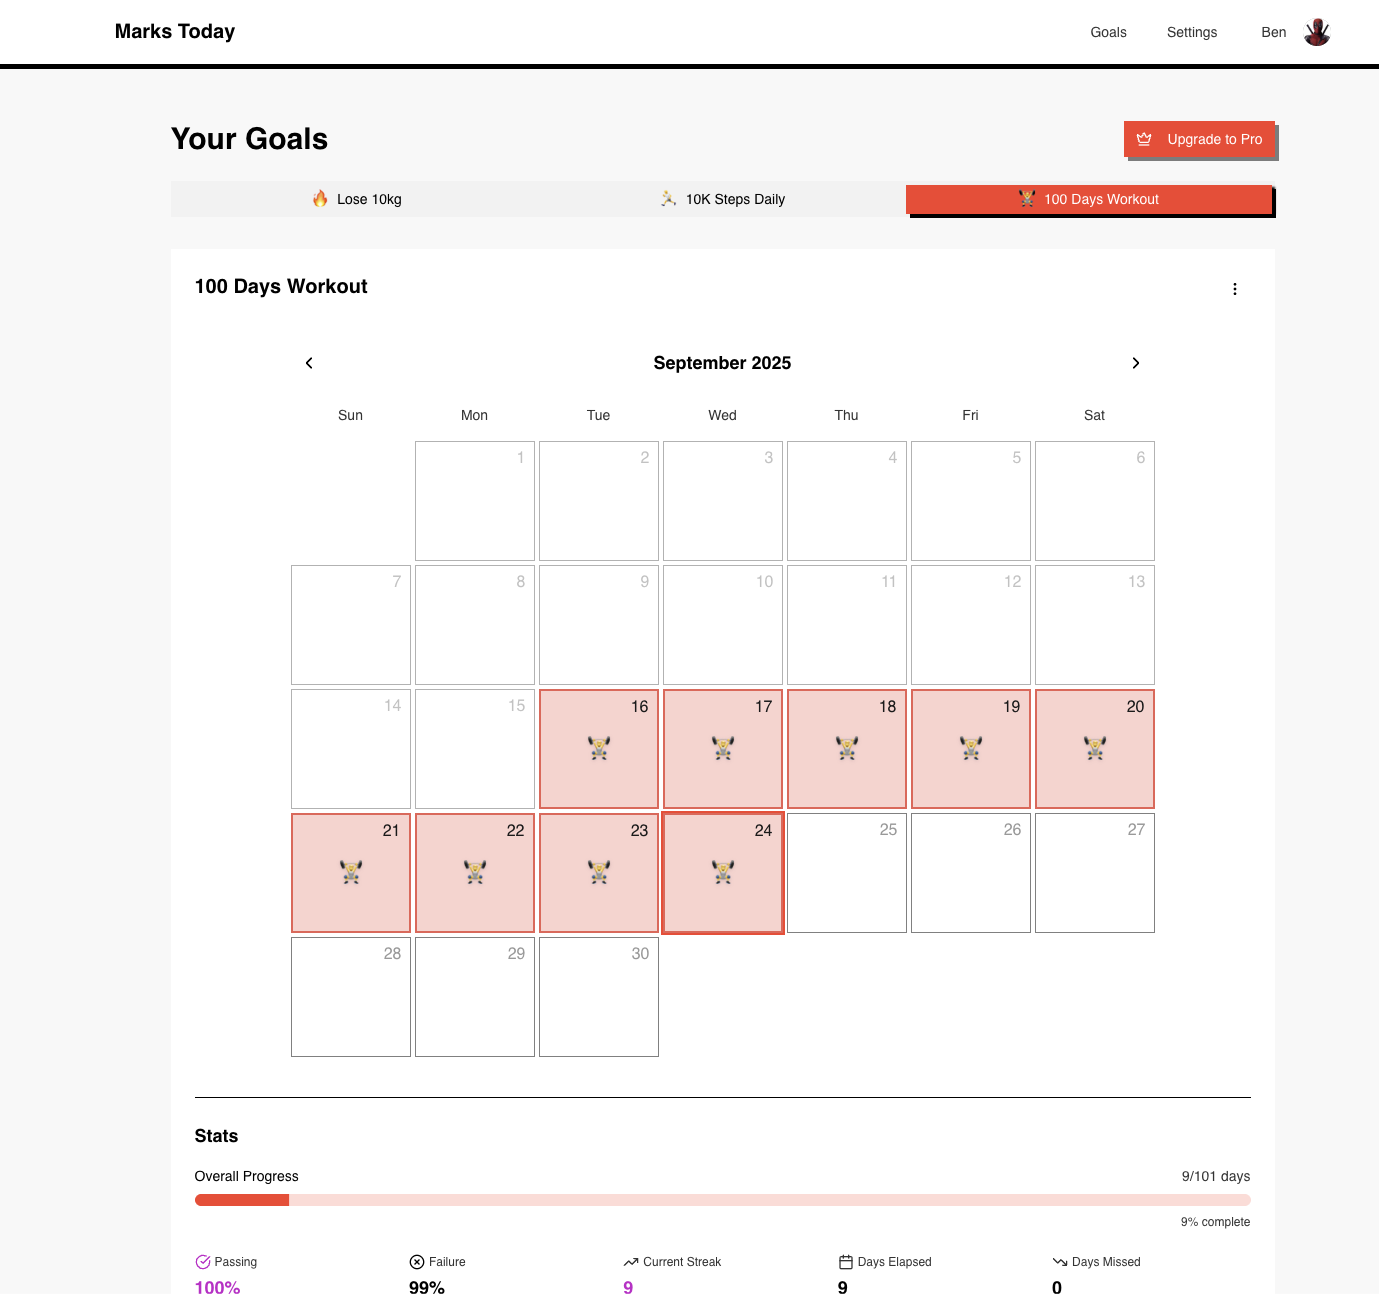 Marks Today
Goals Settings Ben
Your Goals
Upgrade to Pro
Lose 10kg 10K Steps Daily 100 Days Workout
100 Days Workout
September 2025
Sun Mon Tue Wed Thu Fri Sat
1 2 3 4 5 6
7 8 9 10 11 12 13
14 15 16 17 18 19 20
21 22 23 24 25 26 27
28 29 30
Stats
Overall Progress 9/101 days
9% complete
Passing Failure Current Streak Days Elapsed Days Missed
100% 99% 9 9 0